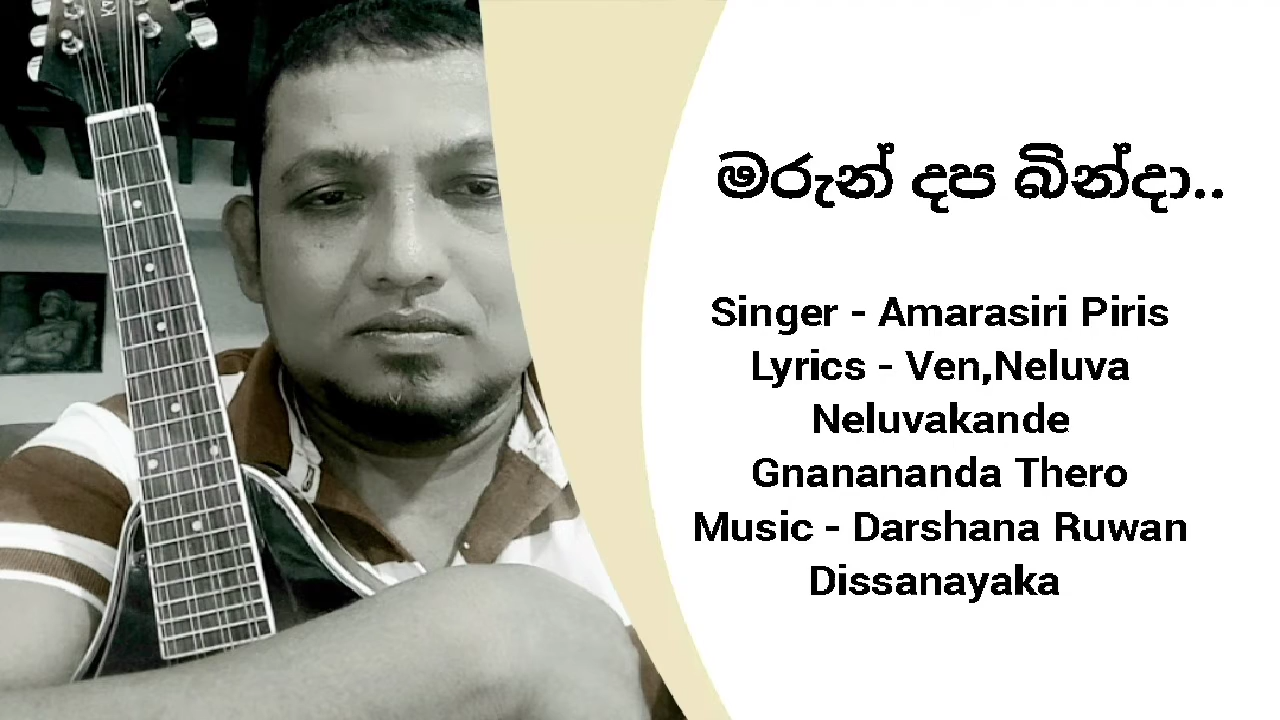 මරුන් දප බින්දා..
Singer - Amarasiri Piris
Lyrics - Ven,Neluva
Neluvakande
Gnanananda Thero
Music - Darshana Ruwan
Dissanayaka